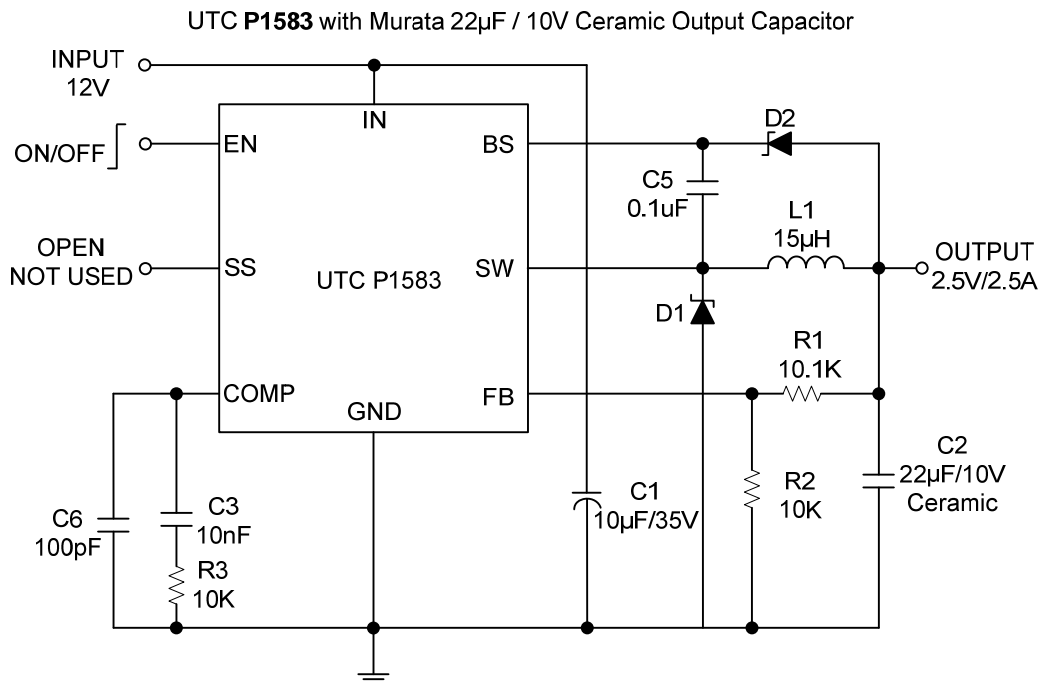 UTC P1583 with Murata 22µF / 10V Ceramic Output Capacitor
INPUT
12V
IN
ON/OFF
EN
BS
D2
C5
0.1uF
L1
15µH
OPEN
NOT USED
SS
UTC P1583
SW
OUTPUT
2.5V/2.5A
D1
R1
10.1K
COMP
GND
FB
C2
22µF/10V
Ceramic
C6
100pF
C3
10nF
R3
10K
C1
10µF/35V
R2
10K